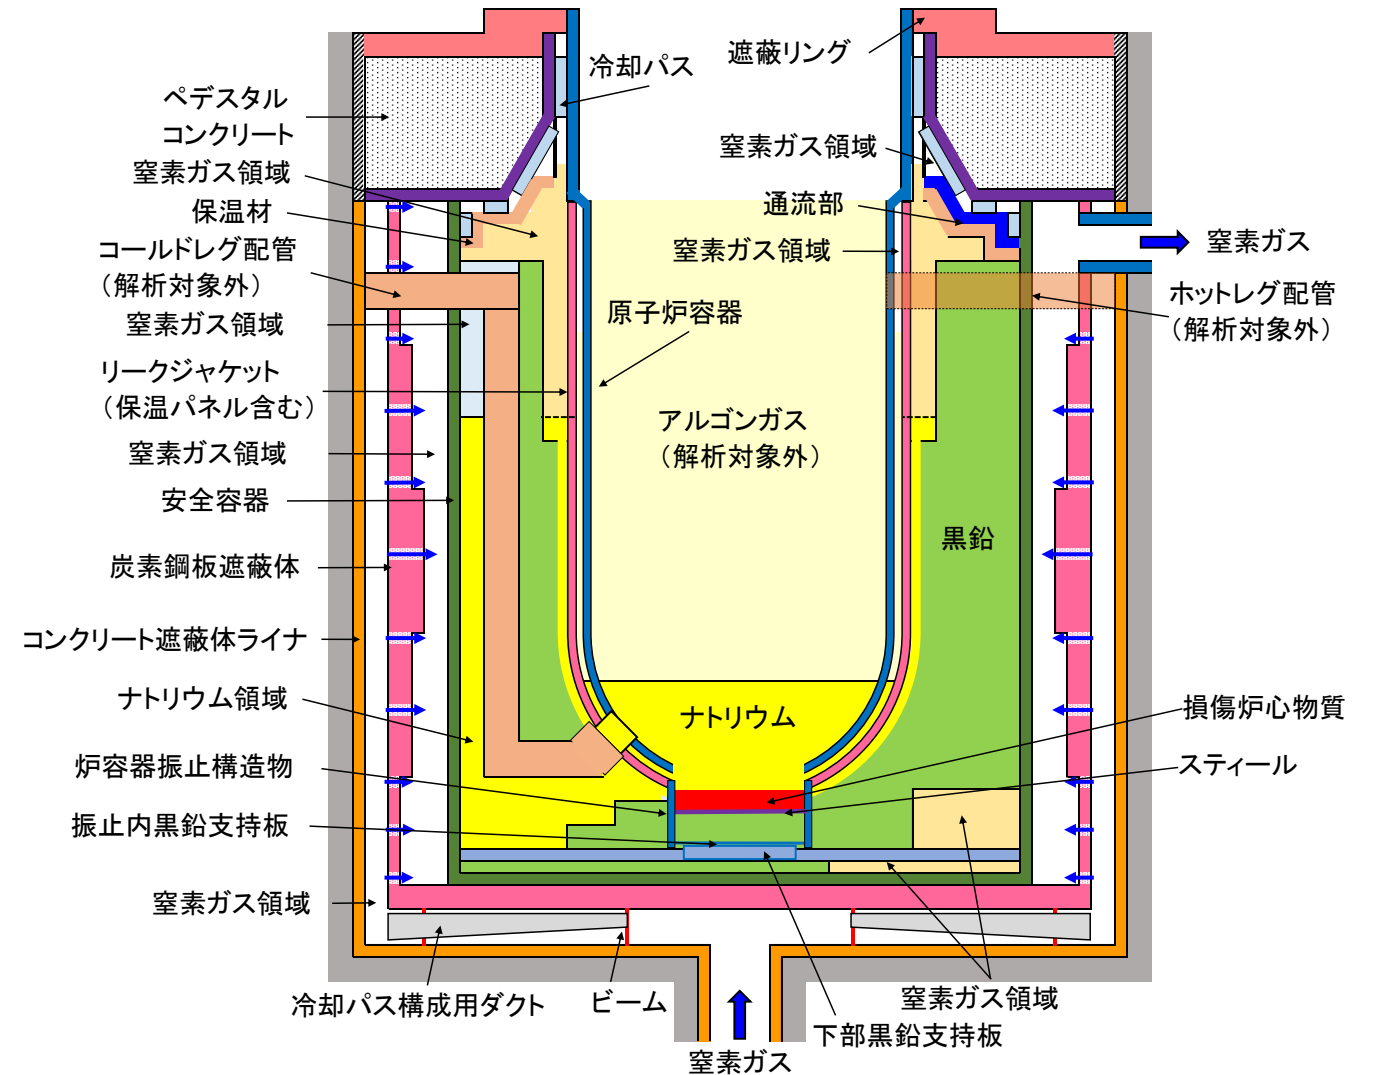 遮蔽リング
冷却パス
ペデスタル
コンクリート
窒素ガス領域
窒素ガス領域
保温材
通流部
コールドレグ配管
（解析対象外）
窒素ガス領域
窒素ガス
ホットレグ配管
（解析対象外）
窒素ガス領域
原子炉容器
リークジャケット
（保温パネル含む）
アルゴンガス
（解析対象外）
窒素ガス領域
安全容器
黒鉛
炭素鋼板遮蔽体
コンクリート遮蔽体ライナ
ナトリウム領域
ナトリウム
損傷炉心物質
炉容器振止構造物
スティール
振止内黒鉛支持板
窒素ガス領域
冷却パス構成用ダクト
ビーム
窒素ガス領域
下部黒鉛支持板
窒素ガス